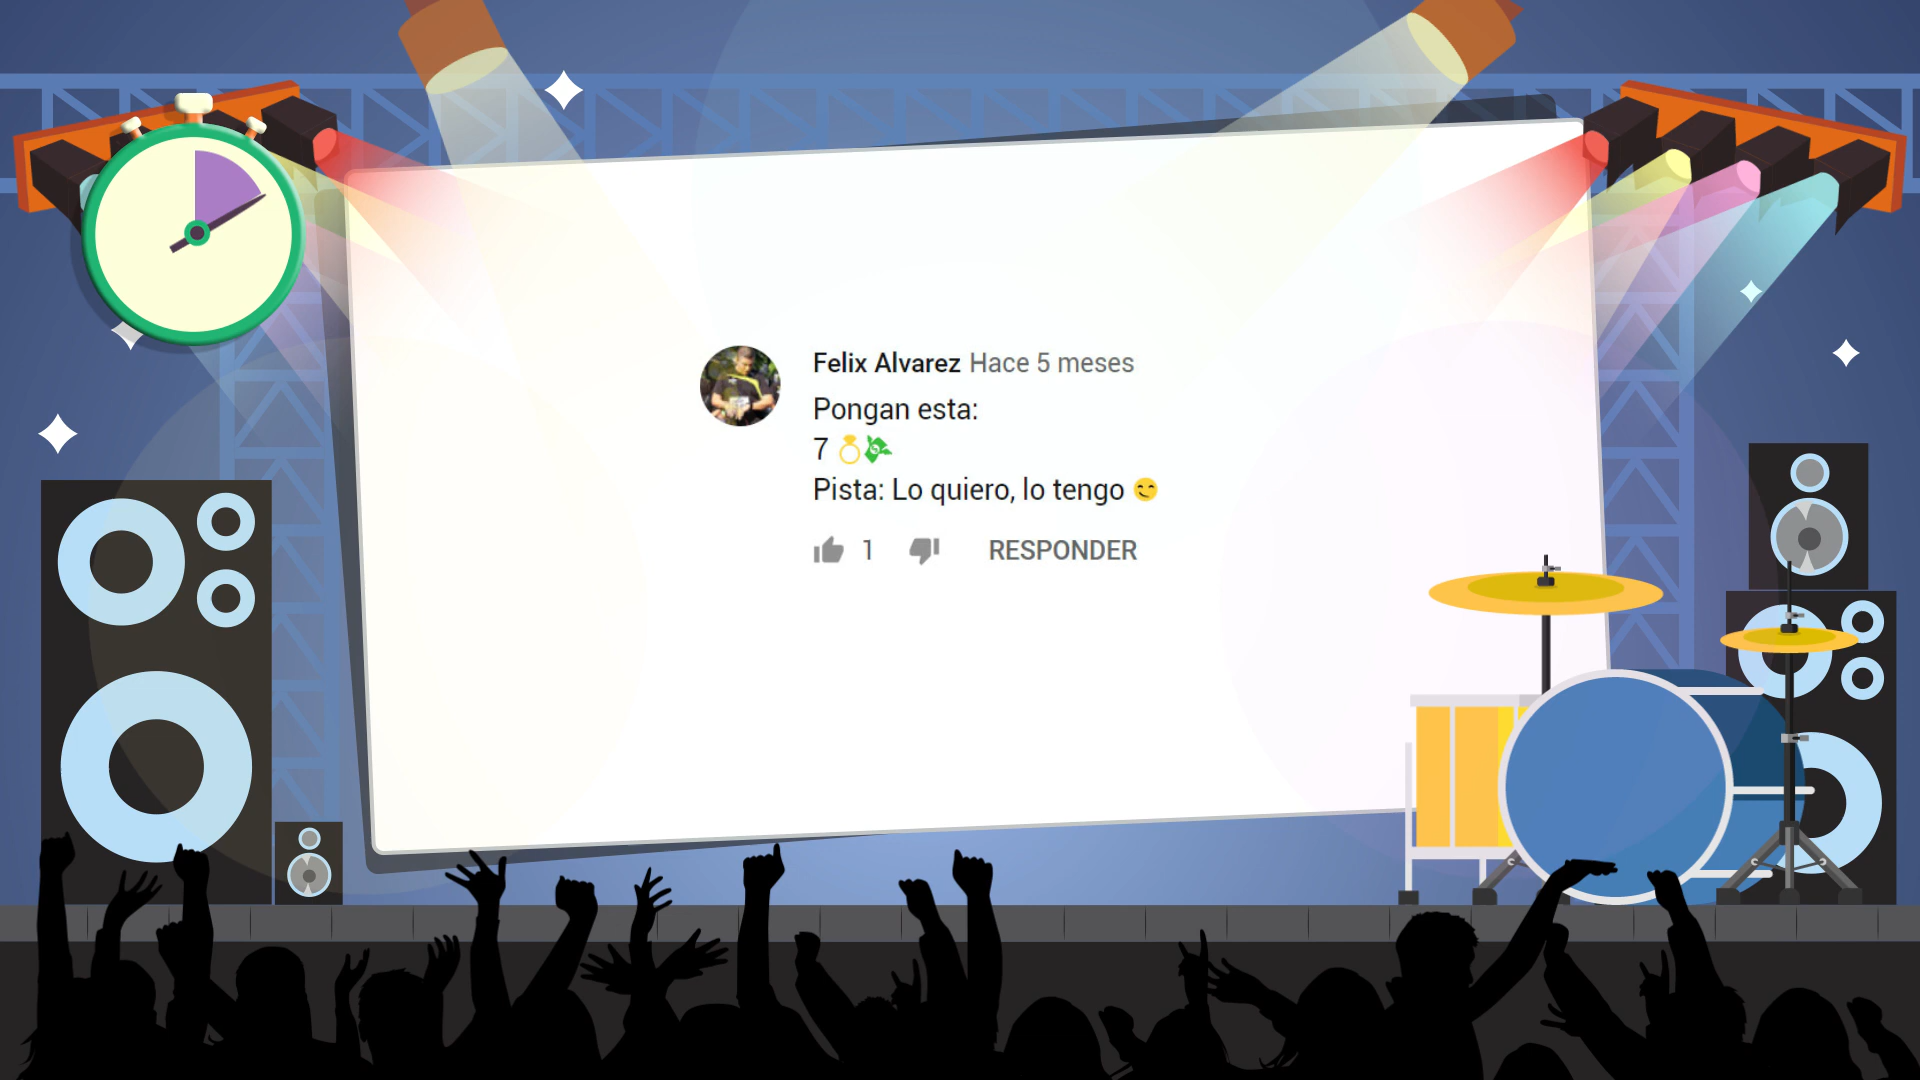 Felix Alvarez Hace 5 meses
Pongan esta:
7 💍💸
Pista: Lo quiero, lo tengo 😊
1 RESPONDER